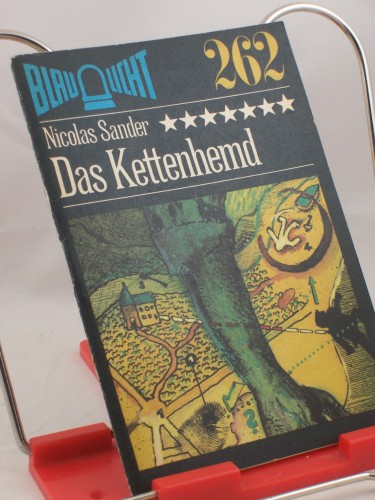 BLAULICHT
262
Nicolas Sander
Das Kettenhemd